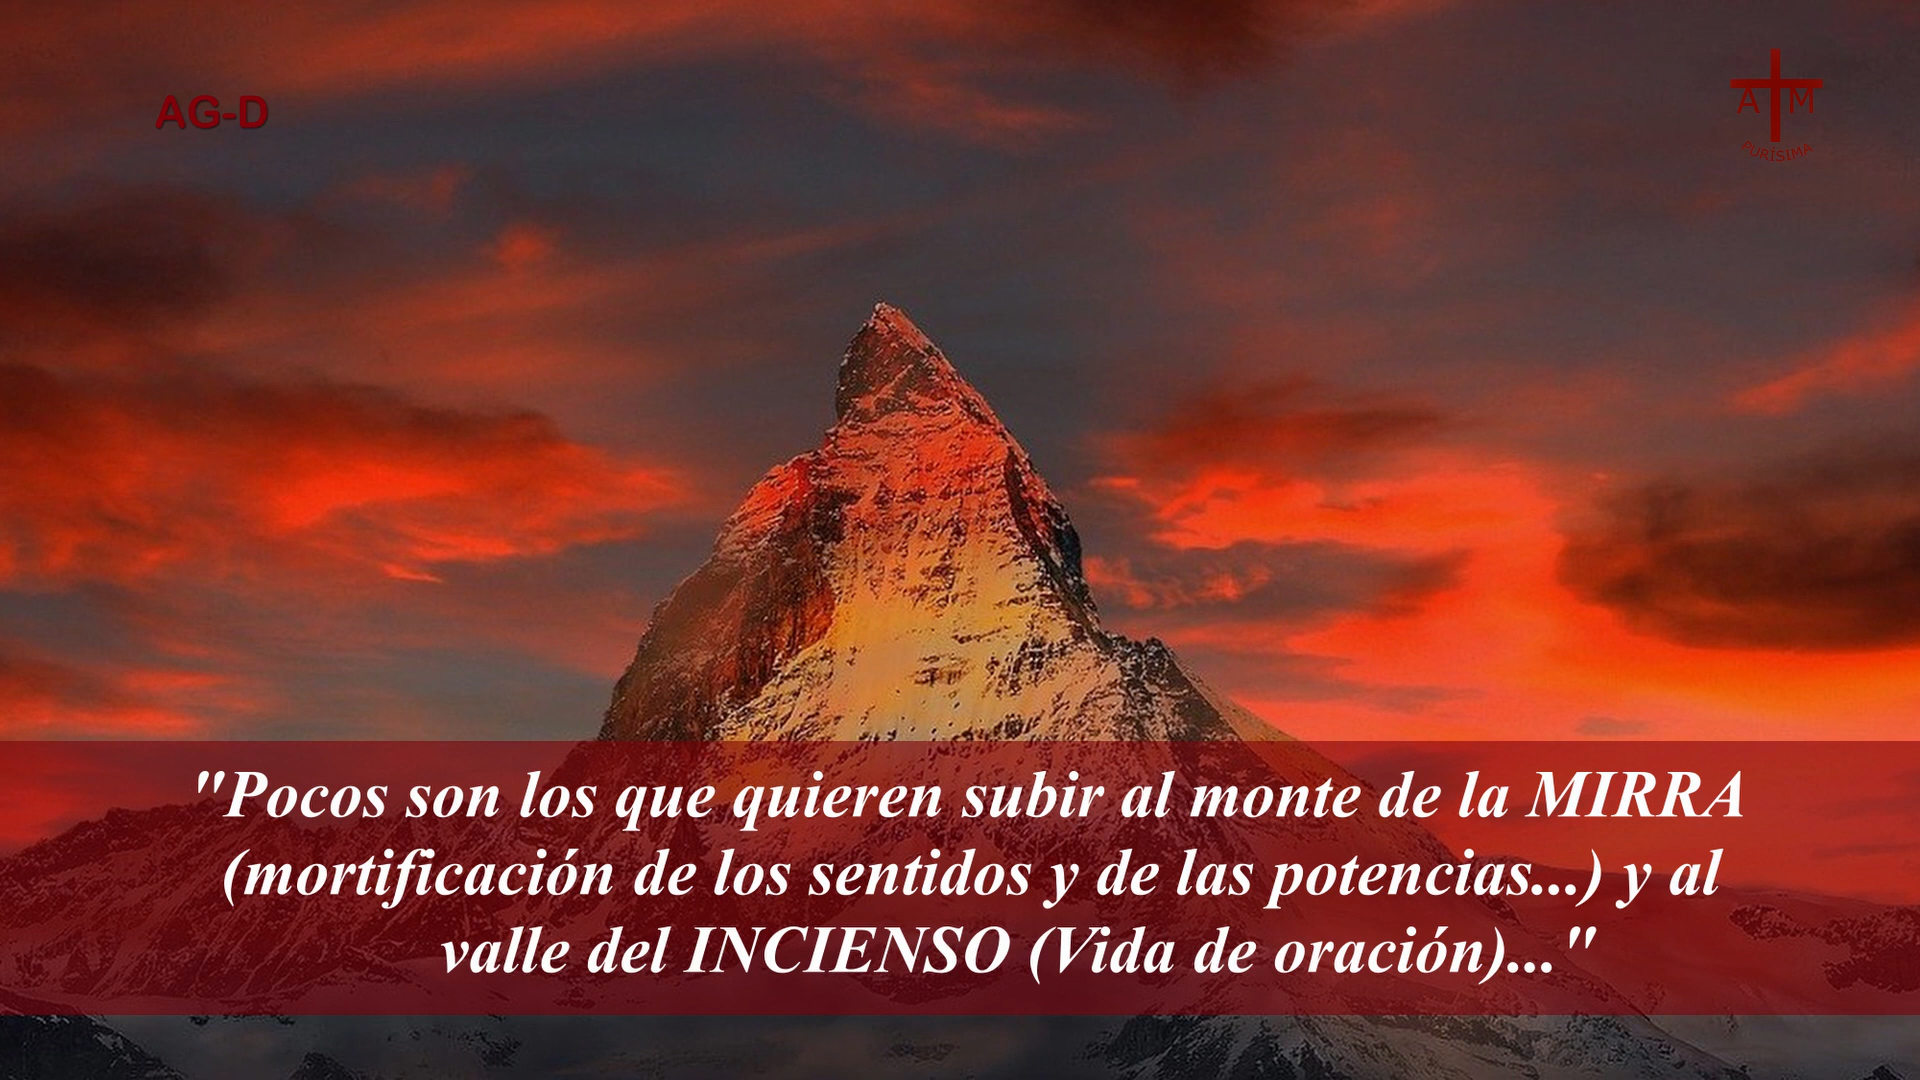 AG-D
A M
PURÍSIMA
"Pocos son los que quieren subir al monte de la MIRRA
(mortificación de los sentidos y de las potencias...) y al
valle del INCIENSO (Vida de oración)..."